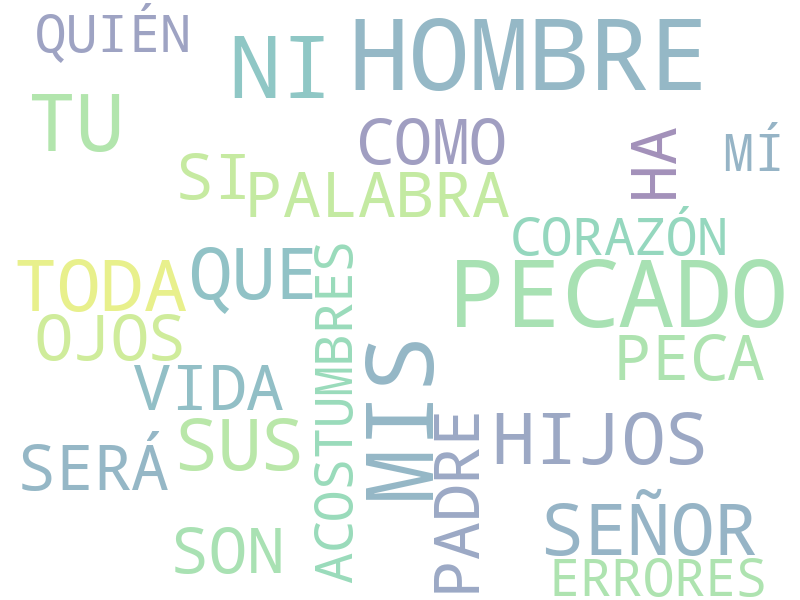 QUIÉN
NI
HOMBRE
TU
COMO
HA
MÍ
SI
PALABRA
CORAZÓN
TODA
QUE
ACOSTUMBRES
PECADO
OJOS
MIS
PECA
VIDA
SUS
PADRE
HIJOS
SERÁ
SON
SEÑOR
ERRORES